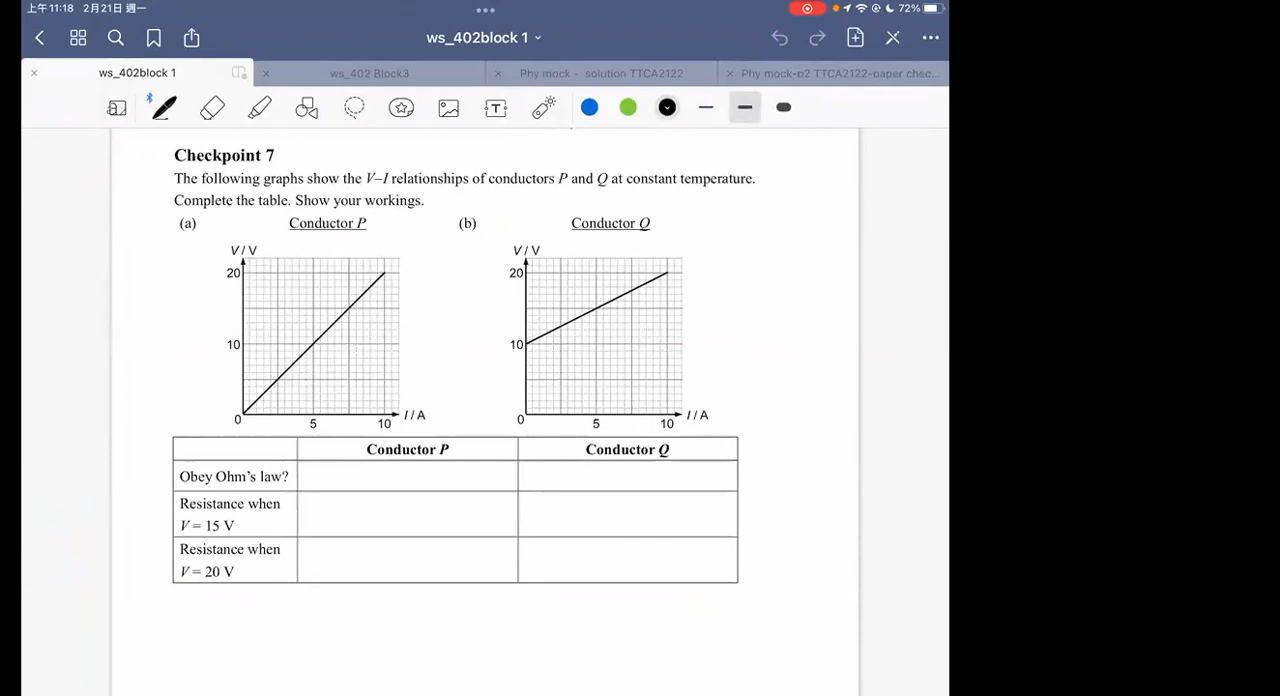 上午11:18 2月21日 週一
72%
ws_402block 1
ws_402block 1
ws_402 Block3
Phy mock - solution TTCA2122
Phy mock-p2 TTCA2122-paper chec...
T
Checkpoint 7
The following graphs show the V–I relationships of conductors P and Q at constant temperature.
Complete the table. Show your workings.
(a) Conductor P
V / V
20
10
0
5
10
I / A
(b) Conductor Q
V / V
20
10
0
5
10
I / A
Conductor P Conductor Q
Obey Ohm's law?
Resistance when
V = 15 V
Resistance when
V = 20 V